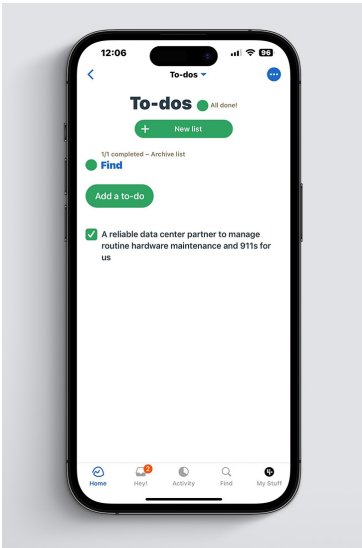 12:06
96
To-dos
To-dos
All done!
+ New list
1/1 completed – Archive list
Find
Add a to-do
A reliable data center partner to manage
routine hardware maintenance and 911s for
us
2
Home Hey! Activity Find My Stuff